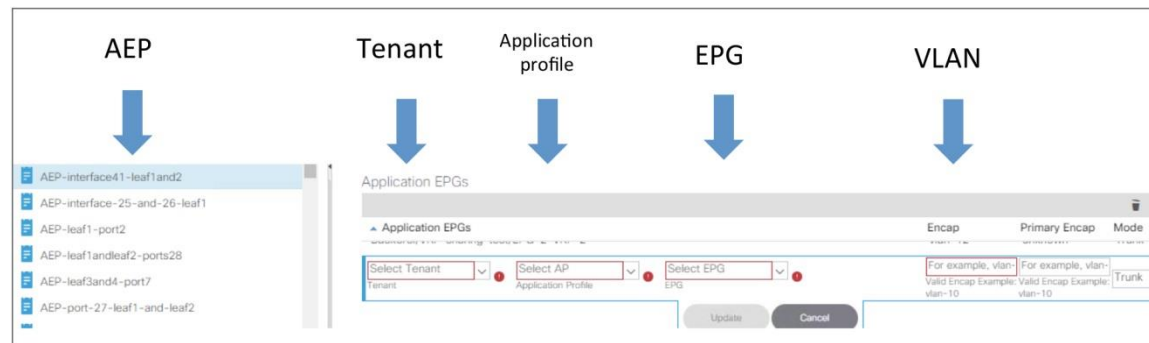 AEP
Tenant
Application
profile
EPG
VLAN
AEP-interface41-leaf1and2
AEP-interface-25-and-26-leaf1
AEP-leaf1-port2
AEP-leaf1andleaf2-ports28
AEP-leaf3and4-port7
AEP-port-27-leaf1-and-leaf2
Application EPGs
Application EPGs Encap Primary Encap Mode
Select Tenant Select AP Select EPG For example, vlan- For example, vlan- Trunk
Tenant Application Profile EPG Valid Encap Example: Valid Encap Example:
vlan-10 vlan-10
Update Cancel